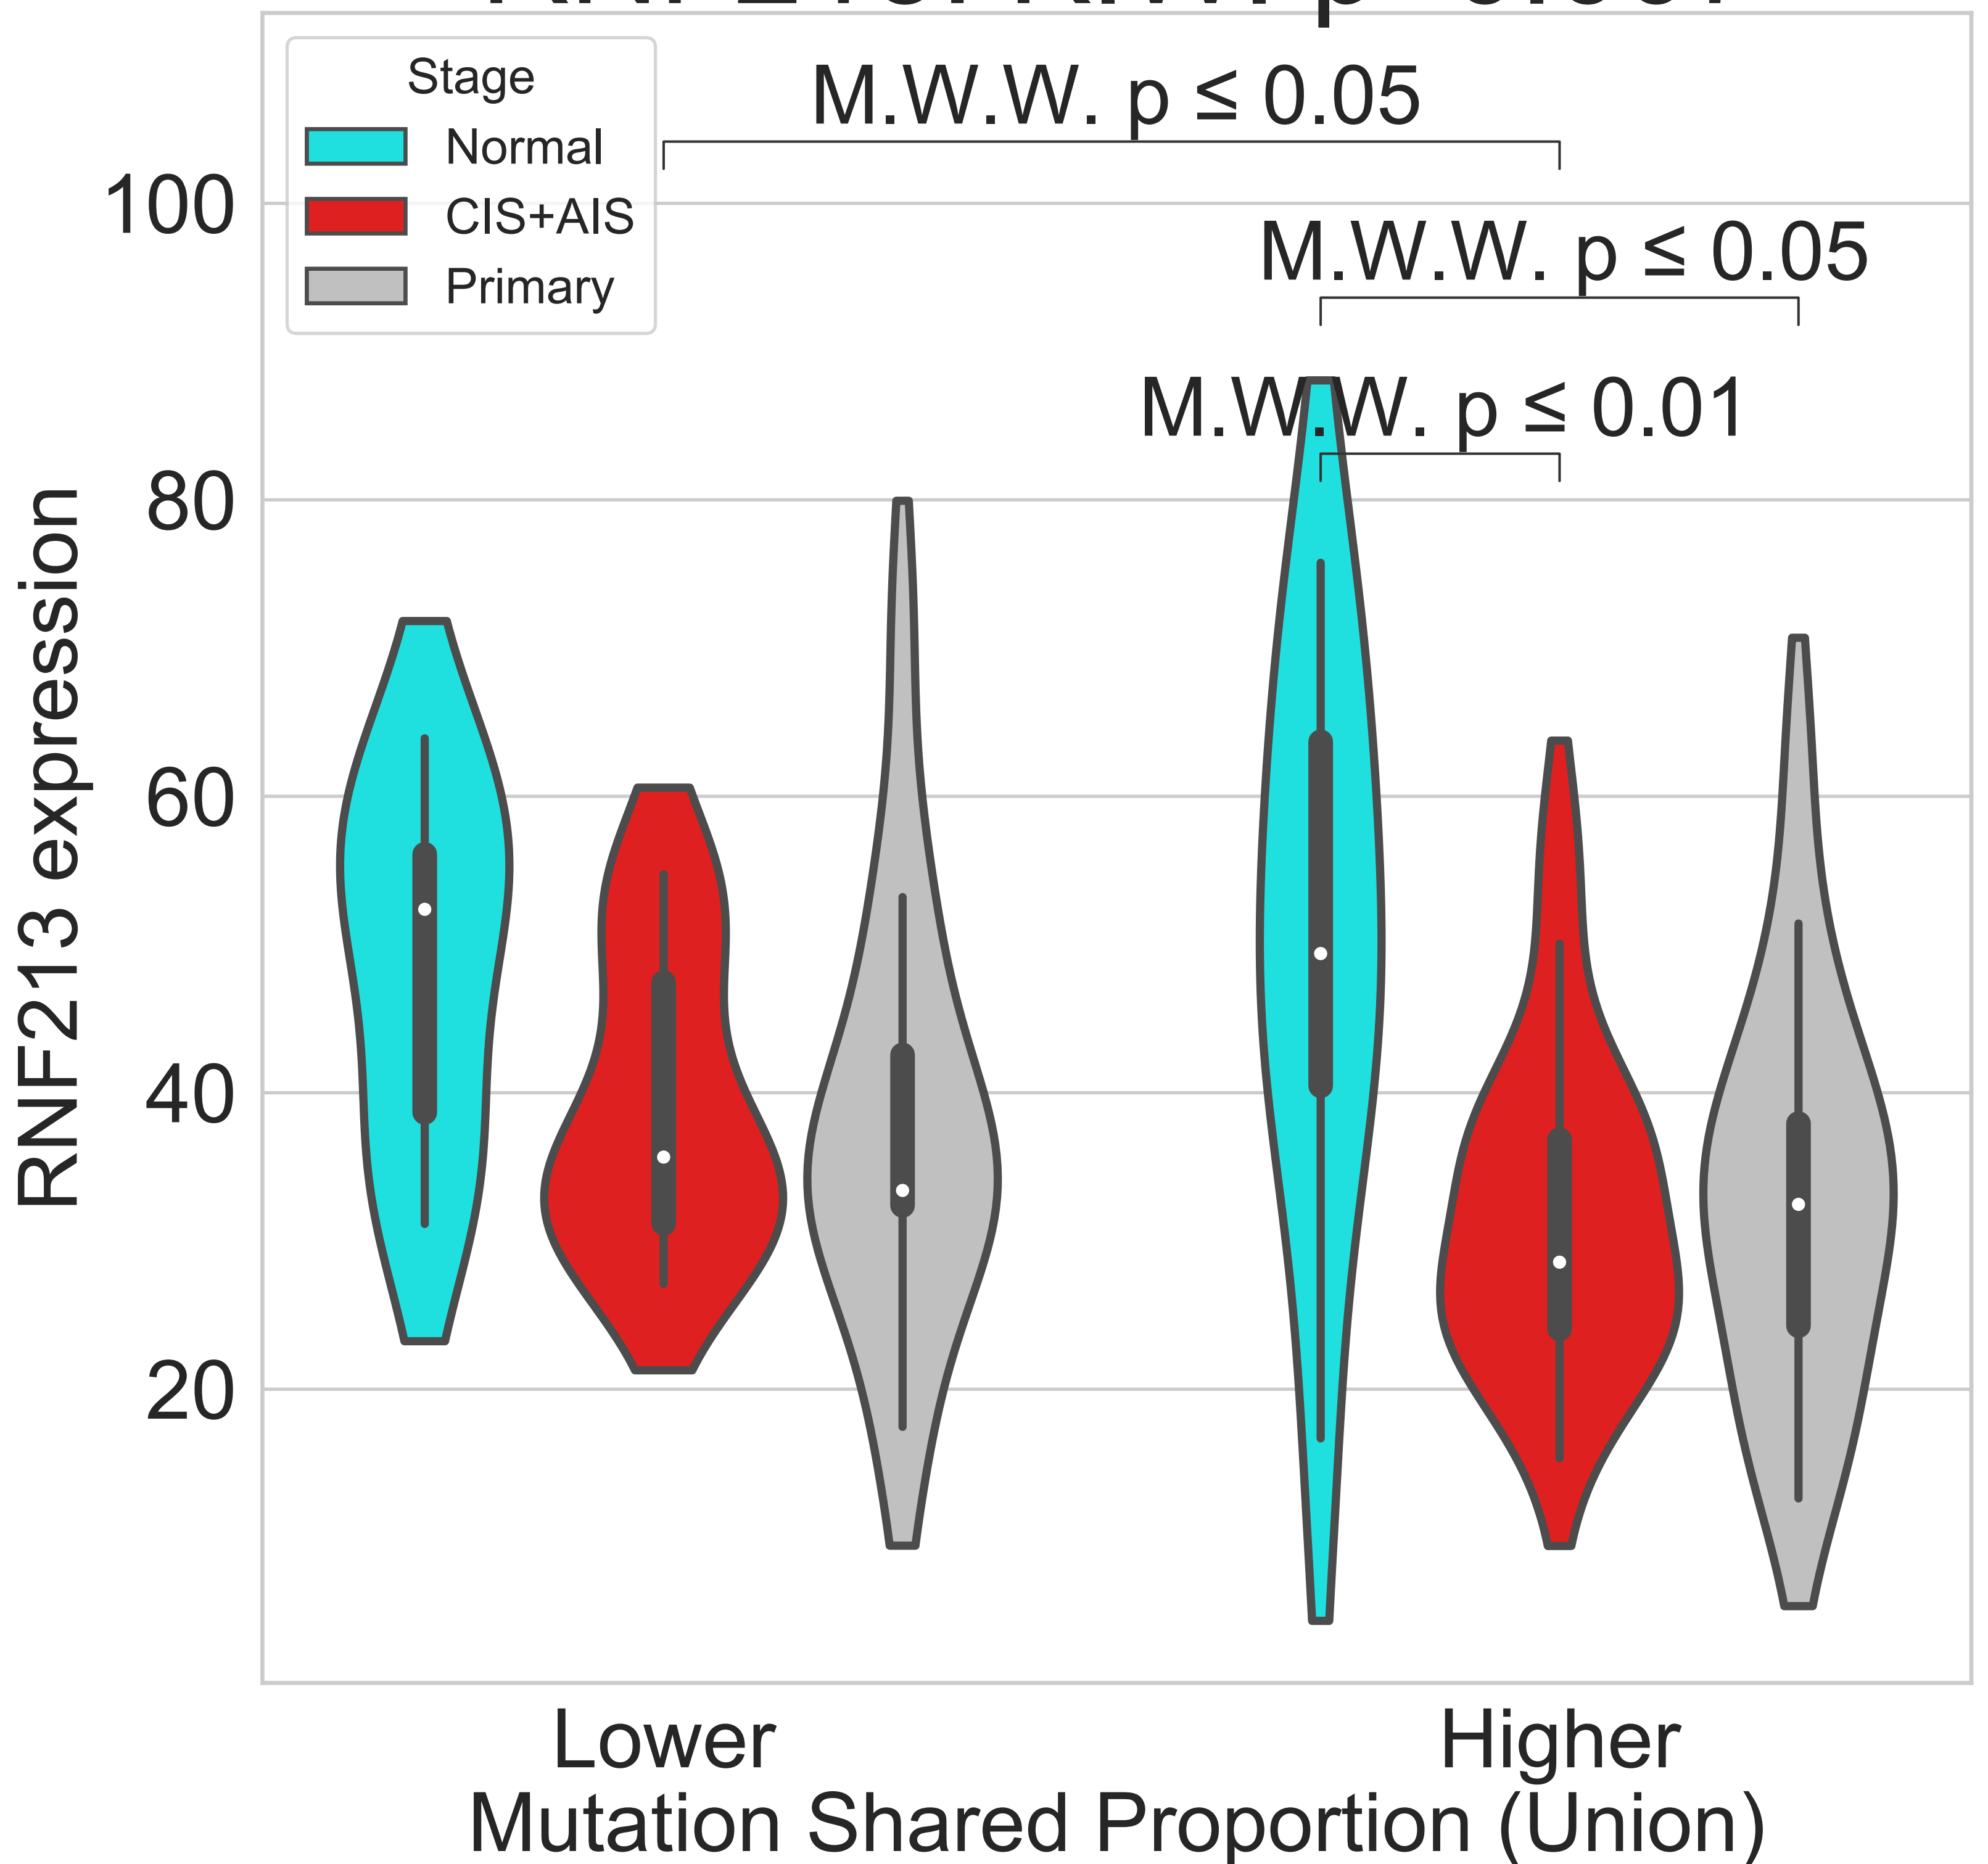 M.W.W. p ≤ 0.05
Stage
Normal
CIS+AIS
Primary
M.W.W. p ≤ 0.05
M.W.W. p ≤ 0.01
100
80
60
40
20
RNF213 expression
Lower
Higher
Mutation Shared Proportion (Union)